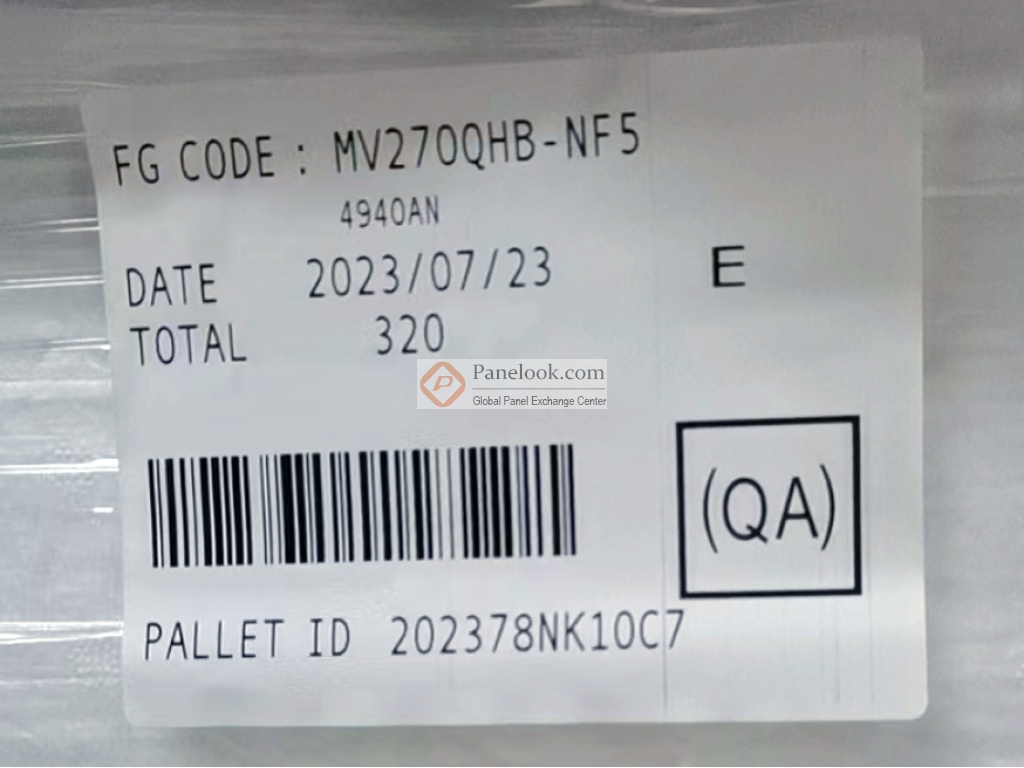 FG CODE : MV270QHB-NF5
4940AN
DATE 2023/07/23 E
TOTAL 320
Panelook.com
Global Panel Exchange Center
(QA)
PALLET ID 202378NK10C7